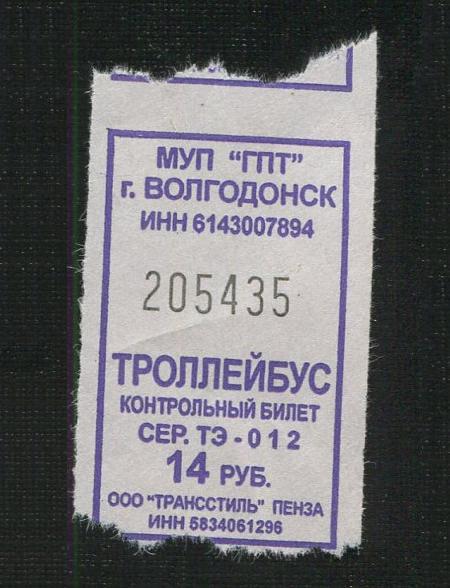 МУП "ГПТ"
г. ВОЛГОДОНСК
ИНН 6143007894
205435
ТРОЛЛЕЙБУС
КОНТРОЛЬНЫЙ БИЛЕТ
СЕР. ТЭ - 012
14 РУБ.
ООО "ТРАНССТИЛЬ" ПЕНЗА
ИНН 5834061296